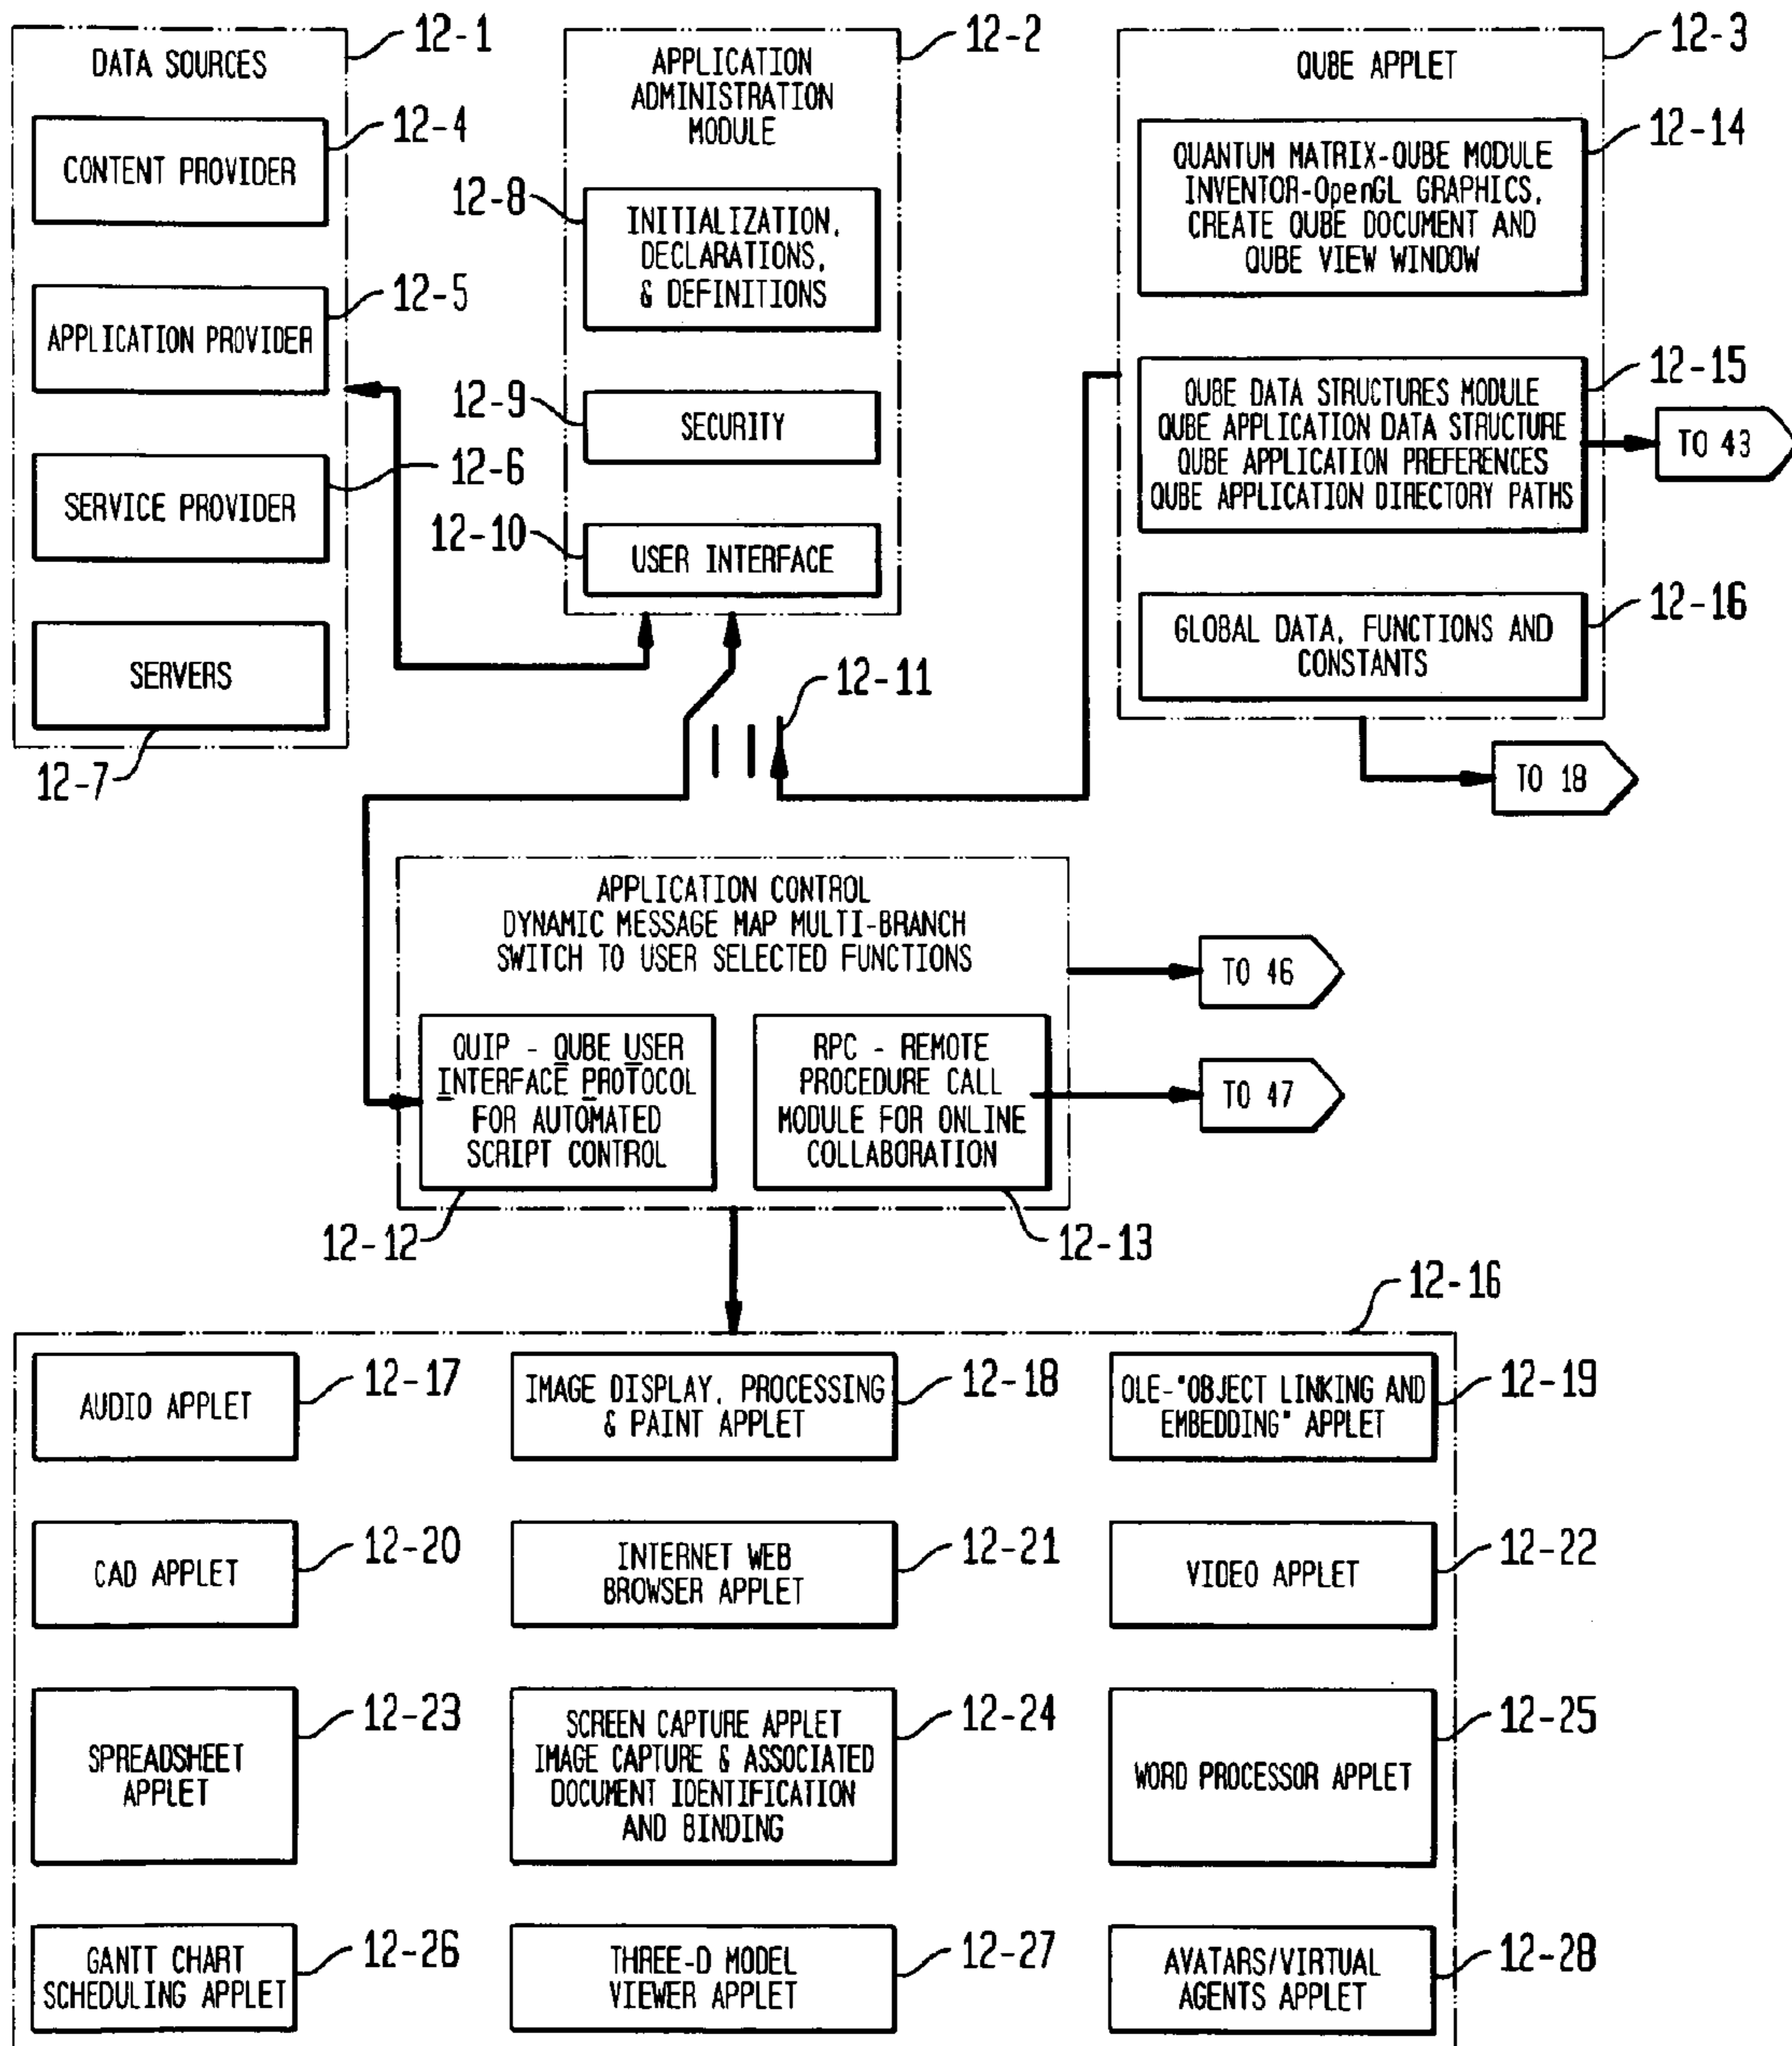 DATA SOURCES
12-1
CONTENT PROVIDER
12-4
APPLICATION PROVIDER
12-5
SERVICE PROVIDER
12-6
SERVERS
12-7
APPLICATION
ADMINISTRATION
MODULE
12-2
12-8
INITIALIZATION,
DECLARATIONS,
& DEFINITIONS
12-9
SECURITY
12-10
USER INTERFACE
12-11
QUBE APPLET
12-3
QUANTUM MATRIX-QUBE MODULE
INVENTOR-OpenGL GRAPHICS,
CREATE QUBE DOCUMENT AND
QUBE VIEW WINDOW
12-14
QUBE DATA STRUCTURES MODULE
QUBE APPLICATION DATA STRUCTURE
QUBE APPLICATION PREFERENCES
QUBE APPLICATION DIRECTORY PATHS
12-15
TO 43
GLOBAL DATA, FUNCTIONS AND
CONSTANTS
12-16
TO 18
APPLICATION CONTROL
DYNAMIC MESSAGE MAP MULTI-BRANCH
SWITCH TO USER SELECTED FUNCTIONS
TO 46
QUIP - QUBE USER
INTERFACE PROTOCOL
FOR AUTOMATED
SCRIPT CONTROL
12-12
RPC - REMOTE
PROCEDURE CALL
MODULE FOR ONLINE
COLLABORATION
12-13
TO 47
12-16
AUDIO APPLET
12-17
IMAGE DISPLAY, PROCESSING
& PAINT APPLET
12-18
OLE-"OBJECT LINKING AND
EMBEDDING" APPLET
12-19
CAD APPLET
12-20
INTERNET WEB
BROWSER APPLET
12-21
VIDEO APPLET
12-22
SPREADSHEET
APPLET
12-23
SCREEN CAPTURE APPLET
IMAGE CAPTURE & ASSOCIATED
DOCUMENT IDENTIFICATION
AND BINDING
12-24
WORD PROCESSOR APPLET
12-25
GANTT CHART
SCHEDULING APPLET
12-26
THREE-D MODEL
VIEWER APPLET
12-27
AVATARS/VIRTUAL
AGENTS APPLET
12-28